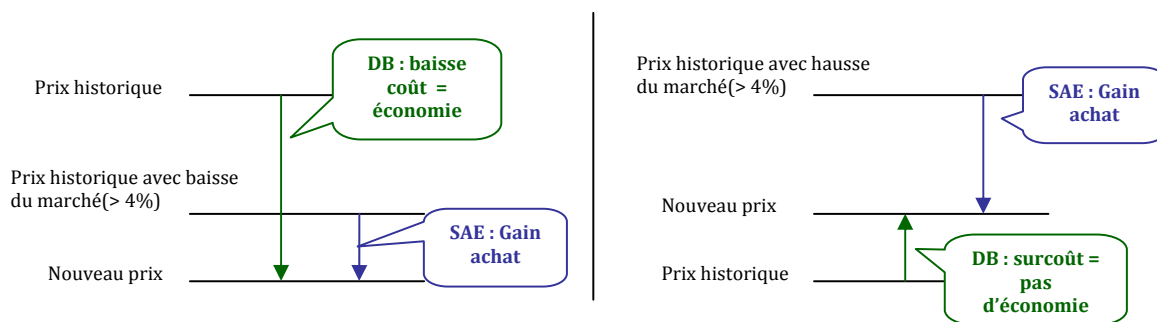 DB : baisse
coût =
économie
Prix historique
Prix historique avec baisse
du marché(> 4%)
SAE : Gain
achat
Nouveau prix
Prix historique avec hausse
du marché(> 4%)
SAE : Gain
achat
Nouveau prix
Prix historique
DB : surcoût =
pas
d'économie